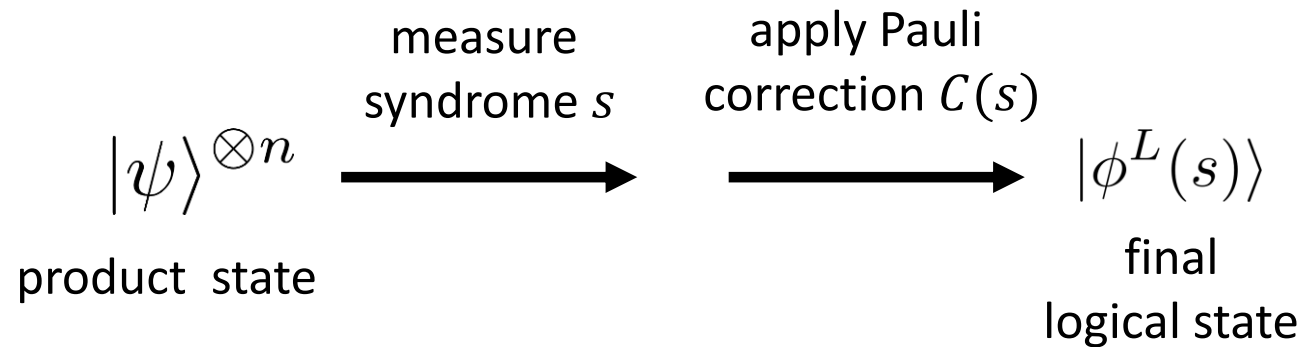 measure
syndrome s
apply Pauli
correction C(s)
|ψ⟩^{⊗n}
|ϕ^L(s)⟩
product state
final
logical state